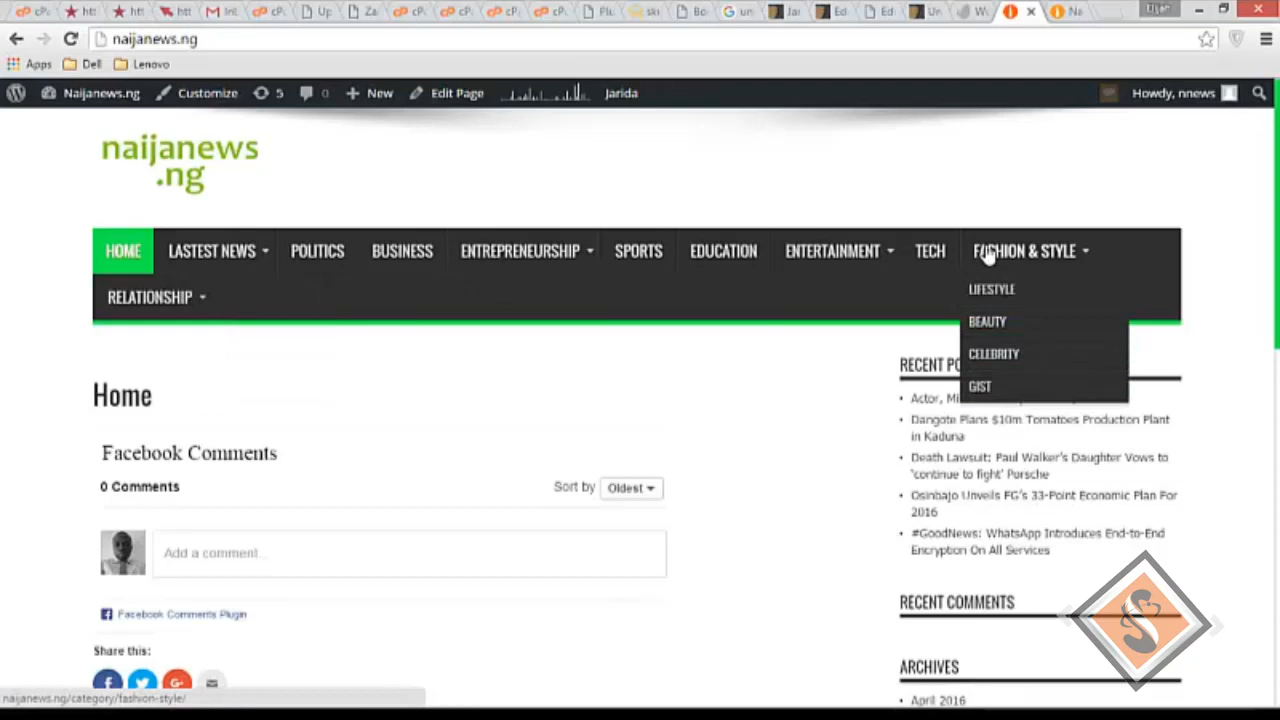 naijanews.ng
Apps Dell Lenovo
Naijanews.ng Customize 5 0 New Edit Page Jarida Howdy, nnews
naijanews
.ng
HOME LASTEST NEWS POLITICS BUSINESS ENTREPRENEURSHIP SPORTS EDUCATION ENTERTAINMENT TECH FASHION & STYLE
RELATIONSHIP
LIFESTYLE
BEAUTY
CELEBRITY
GIST
Home
Facebook Comments
0 Comments Sort by Oldest
Add a comment...
Facebook Comments Plugin
Share this:
RECENT
Actor,
Dangote Plans $10m Tomatoes Production Plant
in Kaduna
Death Lawsuit: Paul Walker's Daughter Vows to
'continue to fight' Porsche
Osinbajo Unveils FG's 33-Point Economic Plan For
2016
#GoodNews: WhatsApp Introduces End-to-End
Encryption On All Services
RECENT COMMENTS
ARCHIVES
April 2016
naijanews.ng/category/fashion-style/